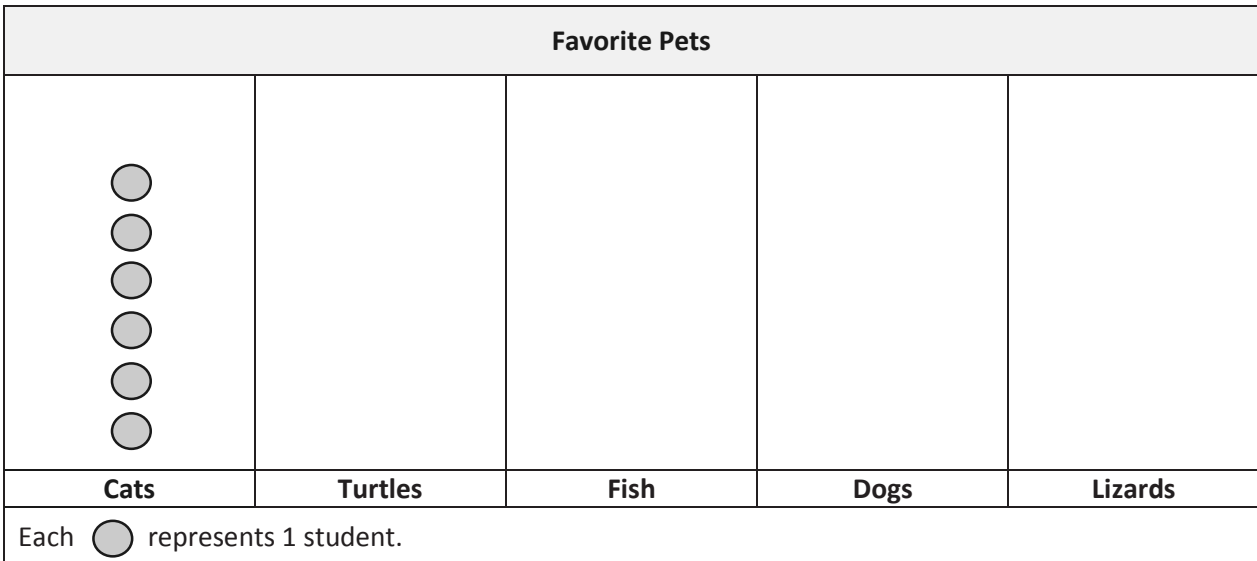 Favorite Pets
Cats Turtles Fish Dogs Lizards
Each represents 1 student.